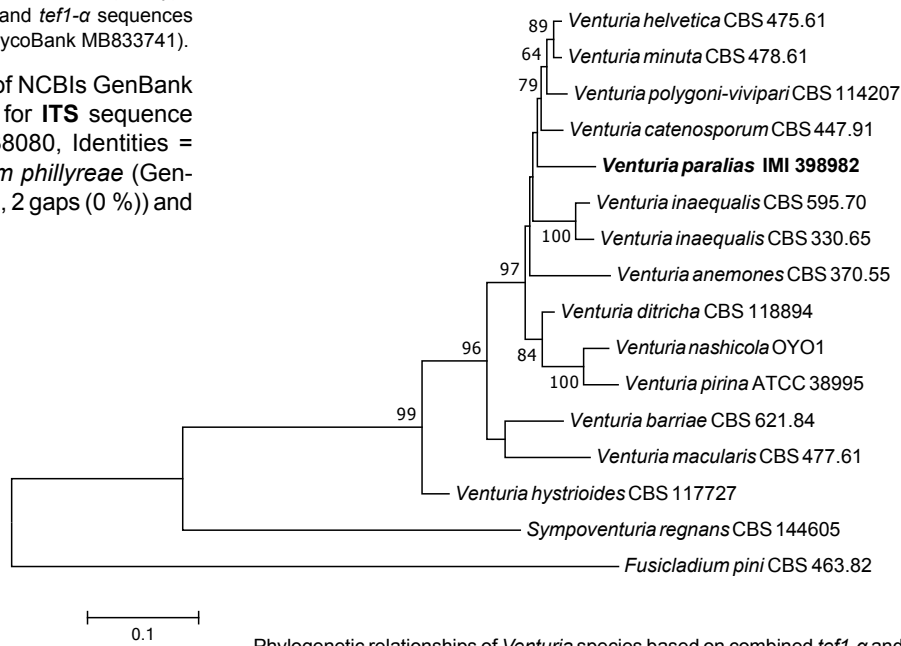 and tef1-α sequences
ycoBank MB833741).
of NCBIs GenBank
for ITS sequence
8080, Identities =
m phillyreae (Gen-
, 2 gaps (0 %)) and
89
Venturia helvetica CBS 475.61
64
Venturia minuta CBS 478.61
79
Venturia polygoni-vivipari CBS 114207
Venturia catenosporum CBS 447.91
Venturia paralias IMI 398982
Venturia inaequalis CBS 595.70
100
Venturia inaequalis CBS 330.65
97
Venturia anemones CBS 370.55
Venturia ditricha CBS 118894
96
84
Venturia nashicola OYO1
100
Venturia pirina ATCC 38995
99
Venturia barriae CBS 621.84
Venturia macularis CBS 477.61
Venturia hystrioides CBS 117727
Sympoventuria regnans CBS 144605
Fusicladium pini CBS 463.82
0.1
Phylogenetic relationships of Venturia species based on combined tef1-α and